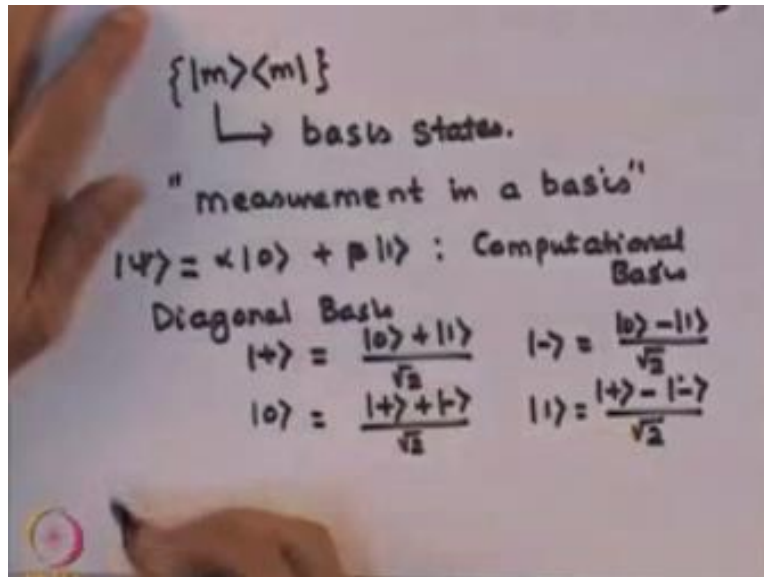 {|m><m|}
↳ basis states.
"measurement in a basis"
|ψ> = α|0> + β|1> : Computational
Basis
Diagonal Basis
|+> = |0> + |1> / √2   |-> = |0> - |1> / √2
|0> = |+> + |-> / √2   |1> = |+> - |-> / √2